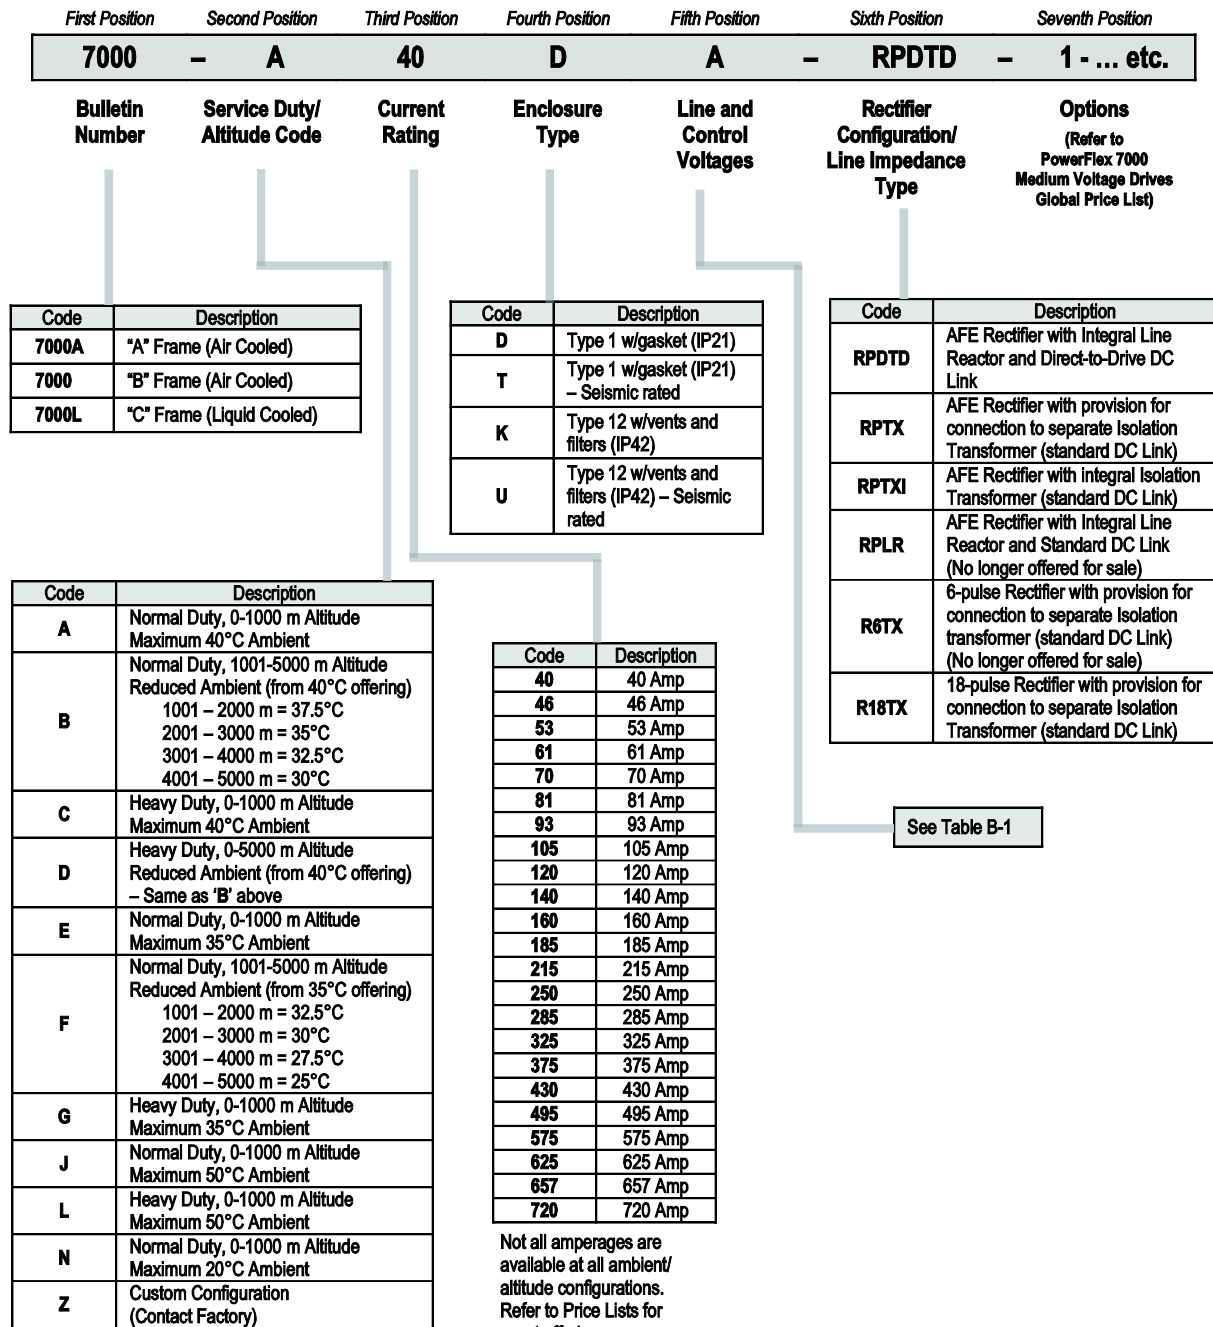 First Position Second Position Third Position Fourth Position Fifth Position Sixth Position Seventh Position
7000 – A 40 D A – RPDTD – 1 - ... etc.
Bulletin Number
Service Duty/ Altitude Code
Current Rating
Enclosure Type
Line and Control Voltages
Rectifier Configuration/ Line Impedance Type
Options
(Refer to
PowerFlex 7000
Medium Voltage Drives
Global Price List)
Code Description
7000A "A" Frame (Air Cooled)
7000 "B" Frame (Air Cooled)
7000L "C" Frame (Liquid Cooled)
Code Description
D Type 1 w/gasket (IP21)
T Type 1 w/gasket (IP21)
– Seismic rated
K Type 12 w/vents and
filters (IP42)
U Type 12 w/vents and
filters (IP42) – Seismic
rated
Code Description
RPDTD AFE Rectifier with Integral Line
Reactor and Direct-to-Drive DC
Link
RPTX AFE Rectifier with provision for
connection to separate Isolation
Transformer (standard DC Link)
RPTXI AFE Rectifier with integral Isolation
Transformer (standard DC Link)
RPLR AFE Rectifier with Integral Line
Reactor and Standard DC Link
(No longer offered for sale)
R6TX 6-pulse Rectifier with provision for
connection to separate Isolation
transformer (standard DC Link)
(No longer offered for sale)
R18TX 18-pulse Rectifier with provision for
connection to separate Isolation
Transformer (standard DC Link)
See Table B-1
Code Description
A Normal Duty, 0-1000 m Altitude
Maximum 40°C Ambient
B Normal Duty, 1001-5000 m Altitude
Reduced Ambient (from 40°C offering)
1001 – 2000 m = 37.5°C
2001 – 3000 m = 35°C
3001 – 4000 m = 32.5°C
4001 – 5000 m = 30°C
C Heavy Duty, 0-1000 m Altitude
Maximum 40°C Ambient
D Heavy Duty, 0-5000 m Altitude
Reduced Ambient (from 40°C offering)
– Same as 'B' above
E Normal Duty, 0-1000 m Altitude
Maximum 35°C Ambient
F Normal Duty, 1001-5000 m Altitude
Reduced Ambient (from 35°C offering)
1001 – 2000 m = 32.5°C
2001 – 3000 m = 30°C
3001 – 4000 m = 27.5°C
4001 – 5000 m = 25°C
G Heavy Duty, 0-1000 m Altitude
Maximum 35°C Ambient
J Normal Duty, 0-1000 m Altitude
Maximum 50°C Ambient
L Heavy Duty, 0-1000 m Altitude
Maximum 50°C Ambient
N Normal Duty, 0-1000 m Altitude
Maximum 20°C Ambient
Z Custom Configuration
(Contact Factory)
Code Description
40 40 Amp
46 46 Amp
53 53 Amp
61 61 Amp
70 70 Amp
81 81 Amp
93 93 Amp
105 105 Amp
120 120 Amp
140 140 Amp
160 160 Amp
185 185 Amp
215 215 Amp
250 250 Amp
285 285 Amp
325 325 Amp
375 375 Amp
430 430 Amp
495 495 Amp
575 575 Amp
625 625 Amp
657 657 Amp
720 720 Amp
Not all amperages are
available at all ambient/
altitude configurations.
Refer to Price Lists for